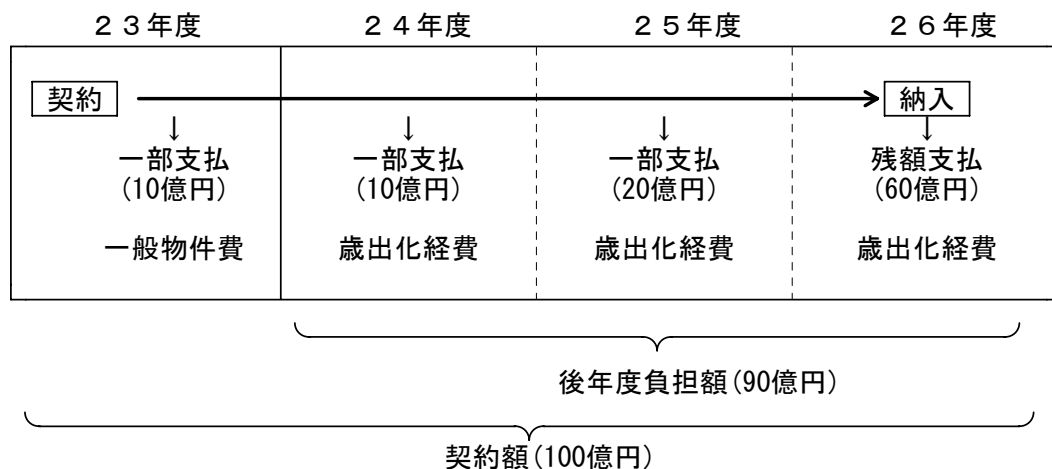 ２３年度 ２４年度 ２５年度 ２６年度
契約 納入
↓ ↓ ↓ ↓
一部支払 一部支払 一部支払 残額支払
(10億円) (10億円) (20億円) (60億円)
一般物件費 歳出化経費 歳出化経費 歳出化経費
後年度負担額(90億円)
契約額(100億円)